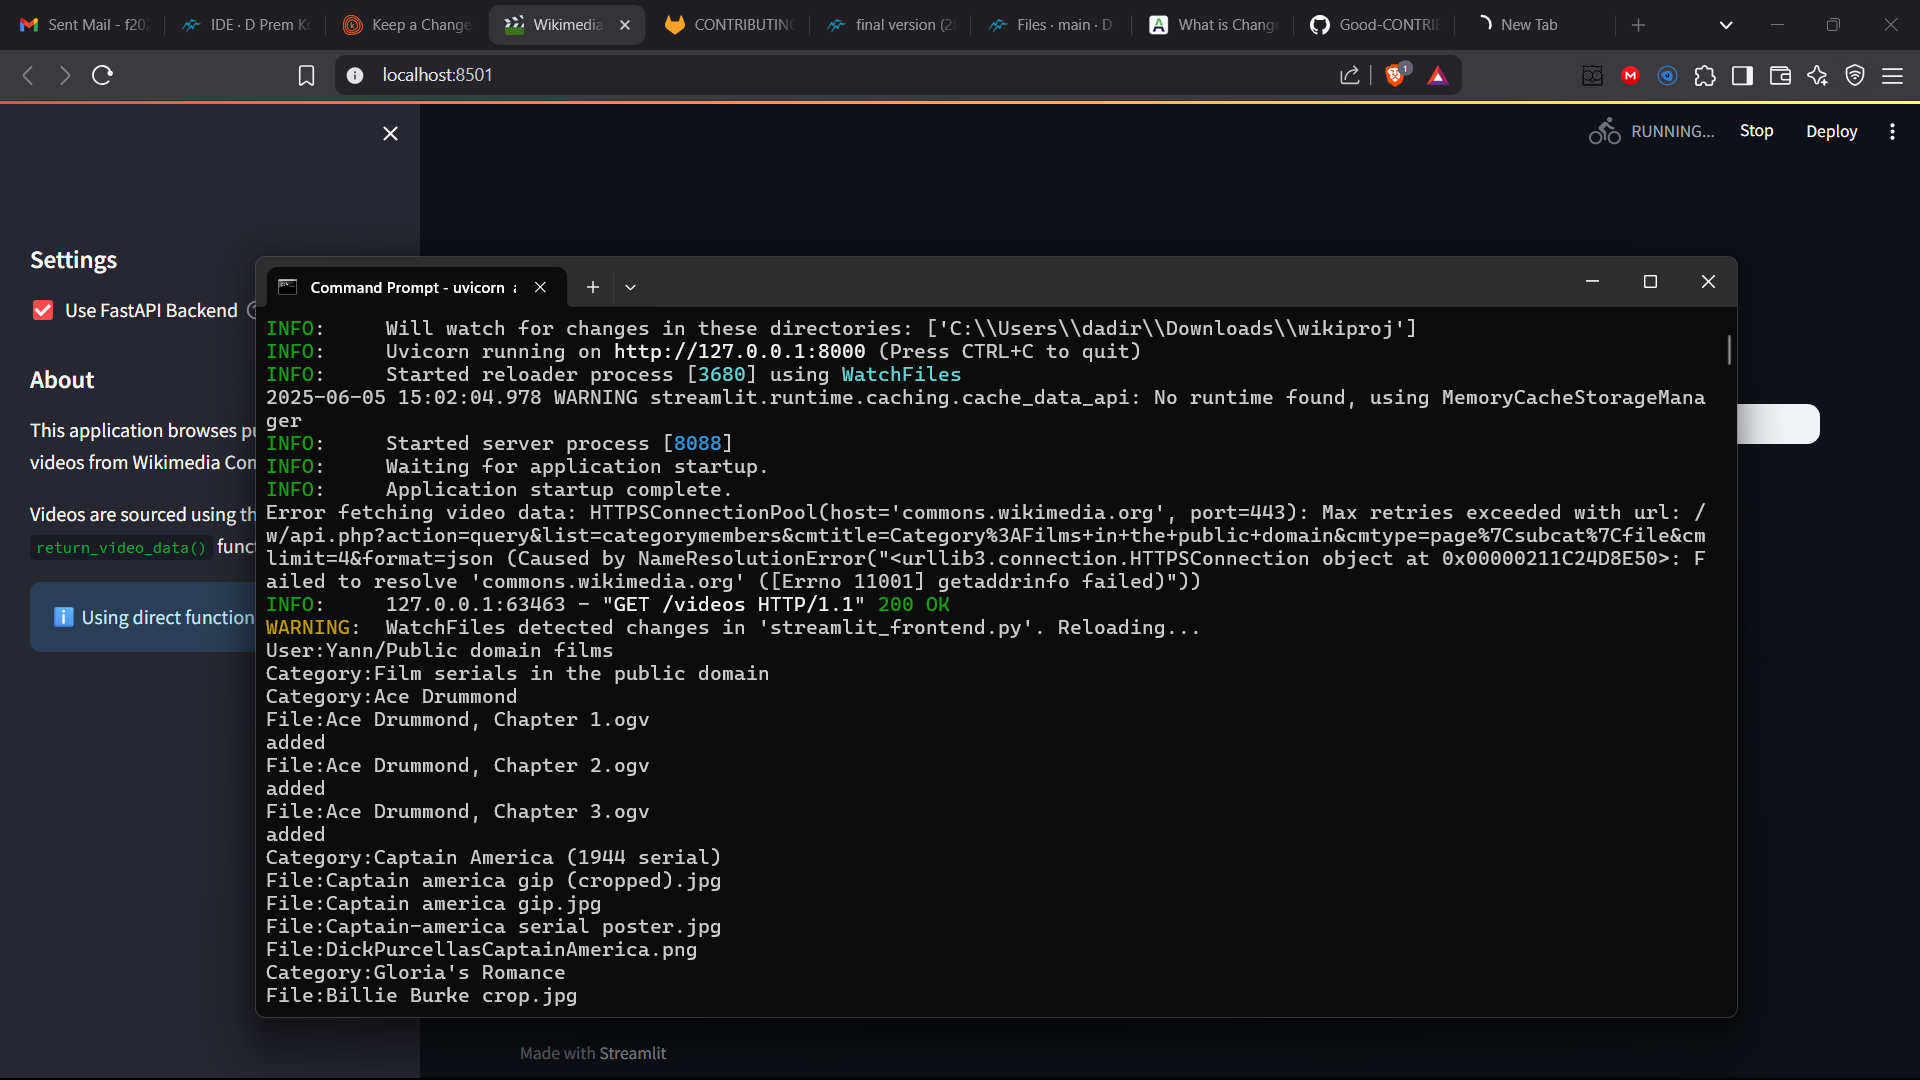 Sent Mail - f20
IDE · D Prem K
Keep a Change
Wikimedia
CONTRIBUTIN
final version (2
Files · main · D
What is Chang
Good-CONTRI
New Tab
localhost:8501
1
RUNNING...
Stop
Deploy
Settings
Use FastAPI Backend
About
This application browses pu
videos from Wikimedia Con
Videos are sourced using th
return_video_data() func
Using direct function
Command Prompt - uvicorn
INFO: Will watch for changes in these directories: ['C:\\Users\\dadir\\Downloads\\wikiproj']
INFO: Uvicorn running on http://127.0.0.1:8000 (Press CTRL+C to quit)
INFO: Started reloader process [3680] using WatchFiles
2025-06-05 15:02:04.978 WARNING streamlit.runtime.caching.cache_data_api: No runtime found, using MemoryCacheStorageMana
ger
INFO: Started server process [8088]
INFO: Waiting for application startup.
INFO: Application startup complete.
Error fetching video data: HTTPSConnectionPool(host='commons.wikimedia.org', port=443): Max retries exceeded with url: /
w/api.php?action=query&list=categorymembers&cmtitle=Category%3AFilms+in+the+public+domain&cmtype=page%7Csubcat%7Cfile&cm
limit=4&format=json (Caused by NameResolutionError("<urllib3.connection.HTTPSConnection object at 0x00000211C24D8E50>: F
ailed to resolve 'commons.wikimedia.org' ([Errno 11001] getaddrinfo failed)"))
INFO: 127.0.0.1:63463 - "GET /videos HTTP/1.1" 200 OK
WARNING: WatchFiles detected changes in 'streamlit_frontend.py'. Reloading...
User:Yann/Public domain films
Category:Film serials in the public domain
Category:Ace Drummond
File:Ace Drummond, Chapter 1.ogv
added
File:Ace Drummond, Chapter 2.ogv
added
File:Ace Drummond, Chapter 3.ogv
added
Category:Captain America (1944 serial)
File:Captain america gip (cropped).jpg
File:Captain america gip.jpg
File:Captain-america serial poster.jpg
File:DickPurcellasCaptainAmerica.png
Category:Gloria's Romance
File:Billie Burke crop.jpg
Made with Streamlit